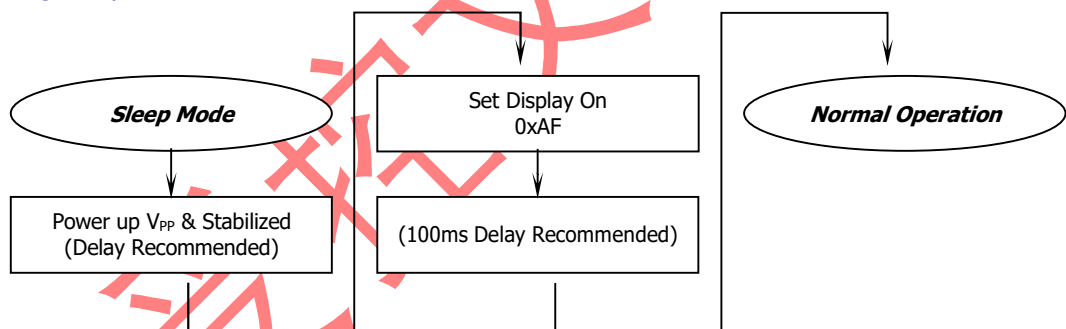 Sleep Mode
Power up VPP & Stabilized
(Delay Recommended)
Set Display On
0xAF
(100ms Delay Recommended)
Normal Operation